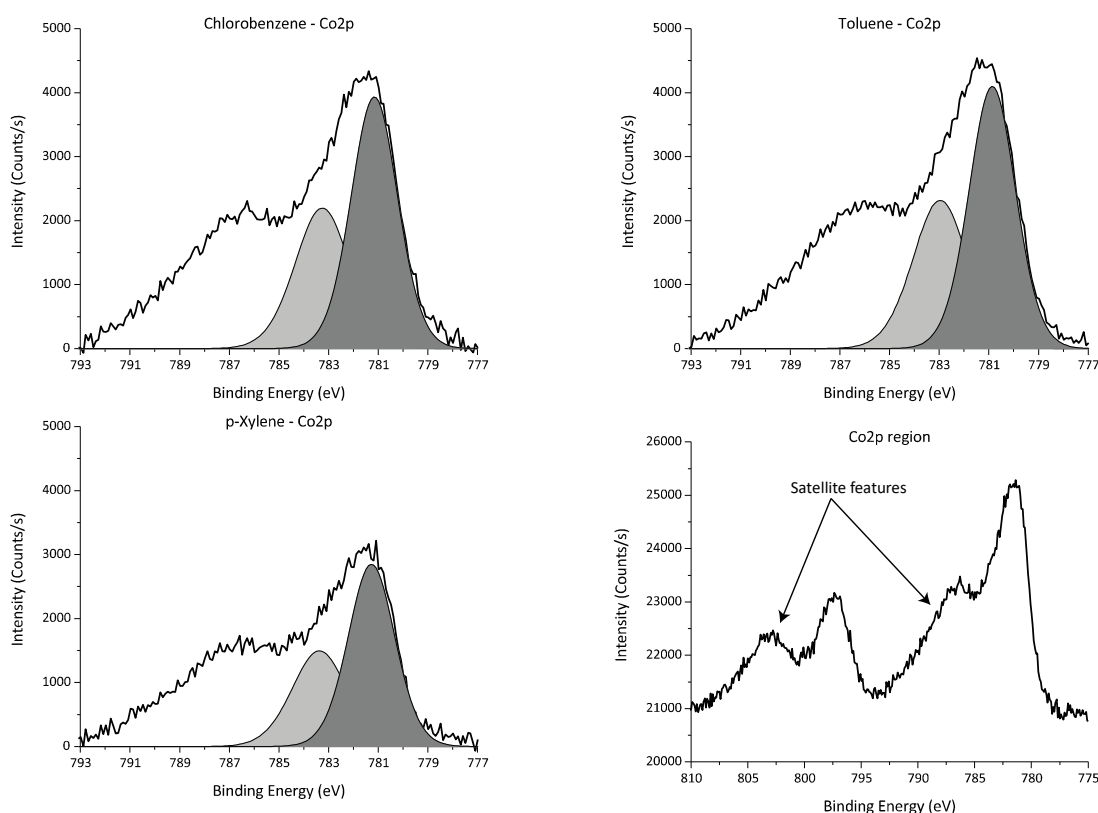 Chlorobenzene - Co2p
5000
4000
3000
2000
1000
0
Intensity (Counts/s)
793 791 789 787 785 783 781 779 777
Binding Energy (eV)
Toluene - Co2p
5000
4000
3000
2000
1000
0
Intensity (Counts/s)
793 791 789 787 785 783 781 779 777
Binding Energy (eV)
p-Xylene - Co2p
5000
4000
3000
2000
1000
0
Intensity (Counts/s)
793 791 789 787 785 783 781 779 777
Binding Energy (eV)
Co2p region
Satellite features
26000
25000
24000
23000
22000
21000
20000
Intensity (Counts/s)
810 805 800 795 790 785 780 775
Binding Energy (eV)